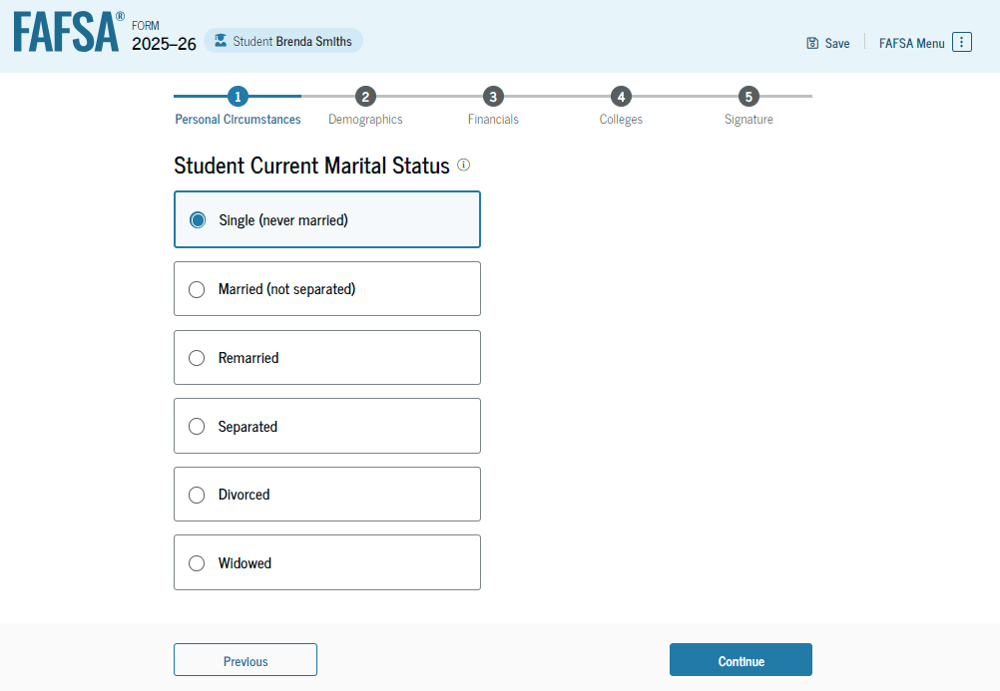 FAFSA® FORM
2025–26
Student Brenda Smiths
Save
FAFSA Menu
1 2 3 4 5
Personal Circumstances Demographics Financials Colleges Signature
Student Current Marital Status
Single (never married)
Married (not separated)
Remarried
Separated
Divorced
Widowed
Previous Continue